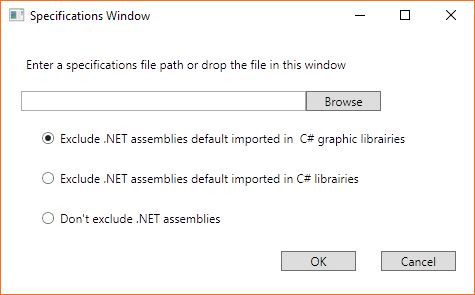 Specifications Window
Enter a specifications file path or drop the file in this window
Browse
Exclude .NET assemblies default imported in  C# graphic librairies
Exclude .NET assemblies default imported in C# librairies
Don't exclude .NET assemblies
OK
Cancel